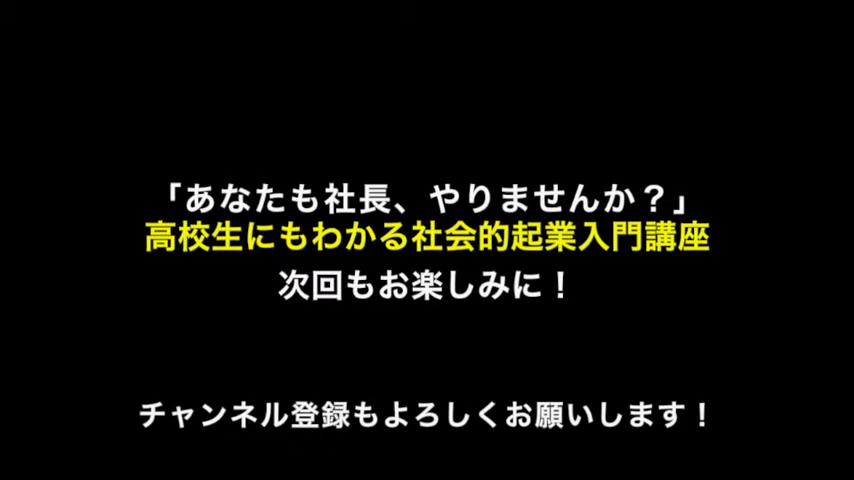 「あなたも社長、やりませんか？」
高校生にもわかる社会的起業入門講座
次回もお楽しみに！
チャンネル登録もよろしくお願いします！